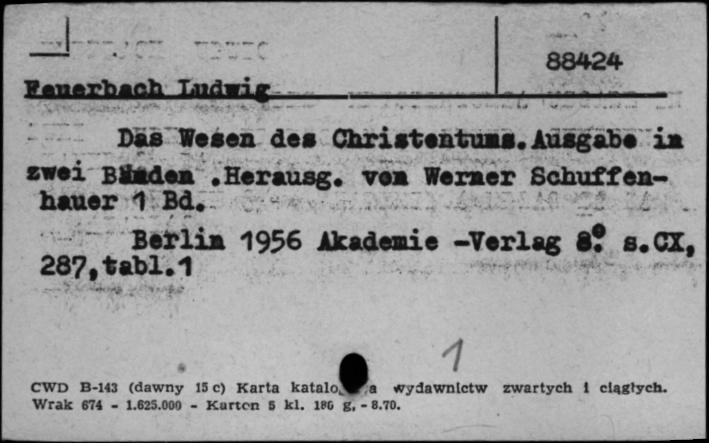 88424
Feuerbach Ludwig
Das Wesen des Christentums.Ausgabe in
zwei Bänden .Herausg. von Werner Schuffen-
hauer 1 Bd.
Berlin 1956 Akademie -Verlag 8°. s.CX,
287,tabl.1
1
CWD B-143 (dawny 15 c) Karta a wydawnictw zwartych i ciągłych.
Wrak 674 - 1.625.000 - Karton 5 kl. 180 g, - 8.70.